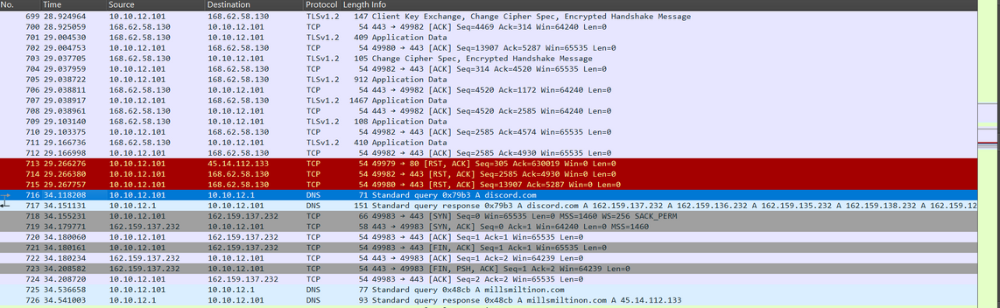 No. Time Source Destination Protocol Length Info
699 28.924964 10.10.12.101 168.62.58.130 TLSv1.2 147 Client Key Exchange, Change Cipher Spec, Encrypted Handshake Message
700 28.925059 168.62.58.130 10.10.12.101 TCP 54 443 → 49982 [ACK] Seq=4469 Ack=314 Win=64240 Len=0
701 29.004530 168.62.58.130 10.10.12.101 TLSv1.2 409 Application Data
702 29.004753 10.10.12.101 168.62.58.130 TCP 54 49980 → 443 [ACK] Seq=13907 Ack=5287 Win=65535 Len=0
703 29.037705 168.62.58.130 10.10.12.101 TLSv1.2 105 Change Cipher Spec, Encrypted Handshake Message
704 29.037959 10.10.12.101 168.62.58.130 TCP 54 49982 → 443 [ACK] Seq=314 Ack=4520 Win=65535 Len=0
705 29.038722 10.10.12.101 168.62.58.130 TLSv1.2 912 Application Data
706 29.038811 168.62.58.130 10.10.12.101 TCP 54 443 → 49982 [ACK] Seq=4520 Ack=1172 Win=64240 Len=0
707 29.038917 10.10.12.101 168.62.58.130 TLSv1.2 1467 Application Data
708 29.038961 168.62.58.130 10.10.12.101 TCP 54 443 → 49982 [ACK] Seq=4520 Ack=2585 Win=64240 Len=0
709 29.103140 168.62.58.130 10.10.12.101 TLSv1.2 108 Application Data
710 29.103375 10.10.12.101 168.62.58.130 TCP 54 49982 → 443 [ACK] Seq=2585 Ack=4574 Win=65535 Len=0
711 29.166736 168.62.58.130 10.10.12.101 TLSv1.2 410 Application Data
712 29.166998 10.10.12.101 168.62.58.130 TCP 54 49982 → 443 [ACK] Seq=2585 Ack=4930 Win=65535 Len=0
713 29.266276 10.10.12.101 45.14.112.133 TCP 54 49979 → 80 [RST, ACK] Seq=305 Ack=630019 Win=0 Len=0
714 29.266380 10.10.12.101 168.62.58.130 TCP 54 49982 → 443 [RST, ACK] Seq=2585 Ack=4930 Win=0 Len=0
715 29.267757 10.10.12.101 168.62.58.130 TCP 54 49980 → 443 [RST, ACK] Seq=13907 Ack=5287 Win=0 Len=0
716 34.118208 10.10.12.101 10.10.12.1 DNS 71 Standard query 0x79b3 A discord.com
717 34.151131 10.10.12.1 10.10.12.101 DNS 151 Standard query response 0x79b3 A discord.com A 162.159.137.232 A 162.159.136.232 A 162.159.135.232 A 162.159.138.232 A 162.159.12
718 34.155231 10.10.12.101 162.159.137.232 TCP 66 49983 → 443 [SYN] Seq=0 Win=65535 Len=0 MSS=1460 WS=256 SACK_PERM
719 34.179771 162.159.137.232 10.10.12.101 TCP 58 443 → 49983 [SYN, ACK] Seq=0 Ack=1 Win=64240 Len=0 MSS=1460
720 34.180060 10.10.12.101 162.159.137.232 TCP 54 49983 → 443 [ACK] Seq=1 Ack=1 Win=65535 Len=0
721 34.180161 10.10.12.101 162.159.137.232 TCP 54 49983 → 443 [FIN, ACK] Seq=1 Ack=1 Win=65535 Len=0
722 34.180234 162.159.137.232 10.10.12.101 TCP 54 443 → 49983 [ACK] Seq=1 Ack=2 Win=64239 Len=0
723 34.208582 162.159.137.232 10.10.12.101 TCP 54 443 → 49983 [FIN, PSH, ACK] Seq=1 Ack=2 Win=64239 Len=0
724 34.208720 10.10.12.101 162.159.137.232 TCP 54 49983 → 443 [ACK] Seq=2 Ack=2 Win=65535 Len=0
725 34.536658 10.10.12.101 10.10.12.1 DNS 77 Standard query 0x48cb A millsmiltinon.com
726 34.541003 10.10.12.1 10.10.12.101 DNS 93 Standard query response 0x48cb A millsmiltinon.com A 45.14.112.133